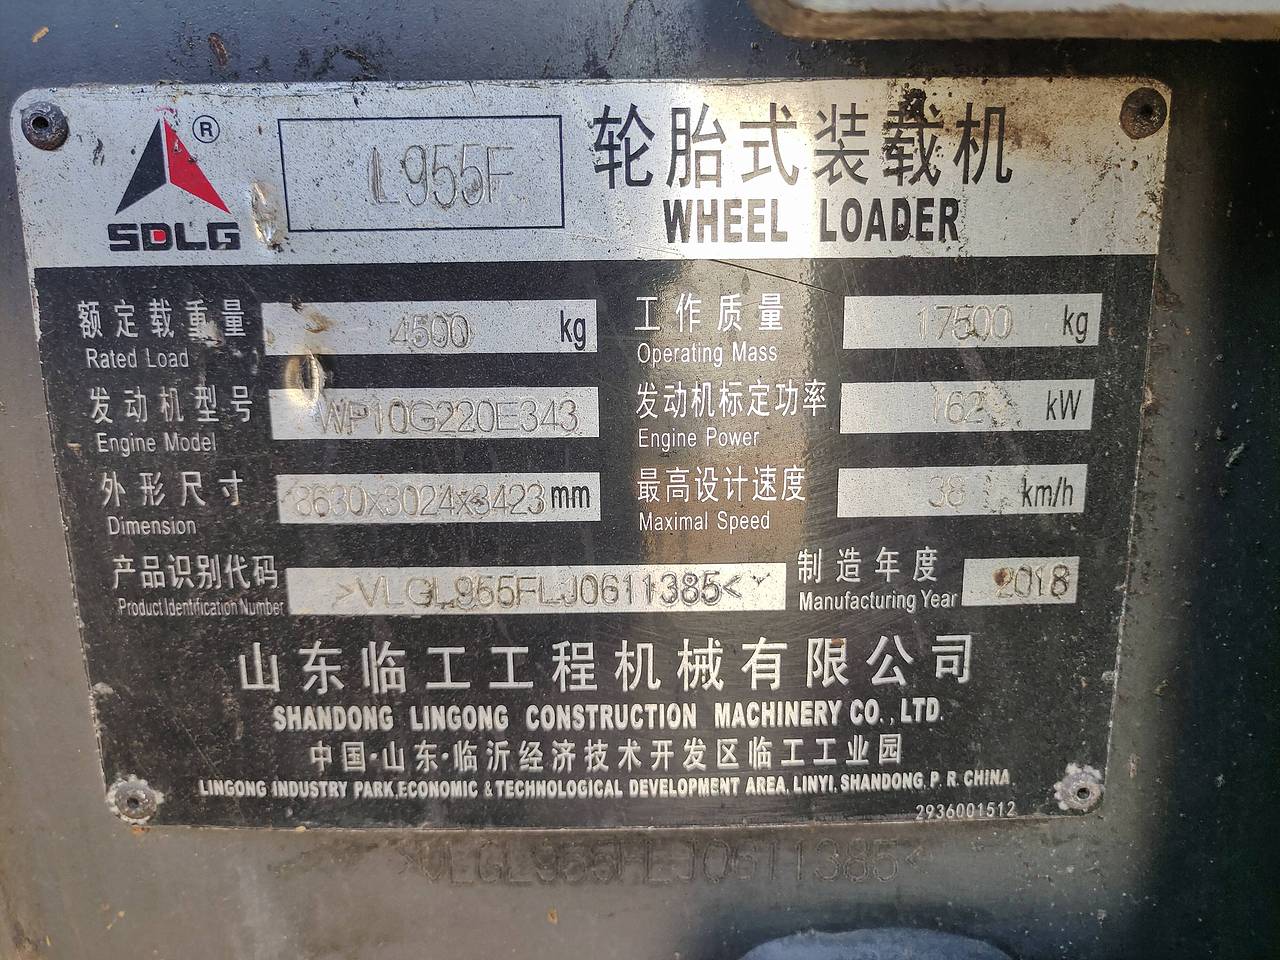 ®
SDLG
L955F
轮胎式装载机
WHEEL LOADER
额定载重量 4500 kg
Rated Load
工作质量 17500 kg
Operating Mass
发动机型号 WP10G220E343
Engine Model
发动机标定功率 162 kW
Engine Power
外形尺寸 8630x3024x3423 mm
Dimension
最高设计速度 38 km/h
Maximal Speed
产品识别代码 >VLGL955FLJ0611385<
Product Identification Number
制造年度 2018
Manufacturing Year
山东临工工程机械有限公司
SHANDONG LINGONG CONSTRUCTION MACHINERY CO., LTD.
中国·山东·临沂经济技术开发区临工工业园
LINGONG INDUSTRY PARK,ECONOMIC & TECHNOLOGICAL DEVELOPMENT AREA, LINYI, SHANDONG, P. R. CHINA
2936001512